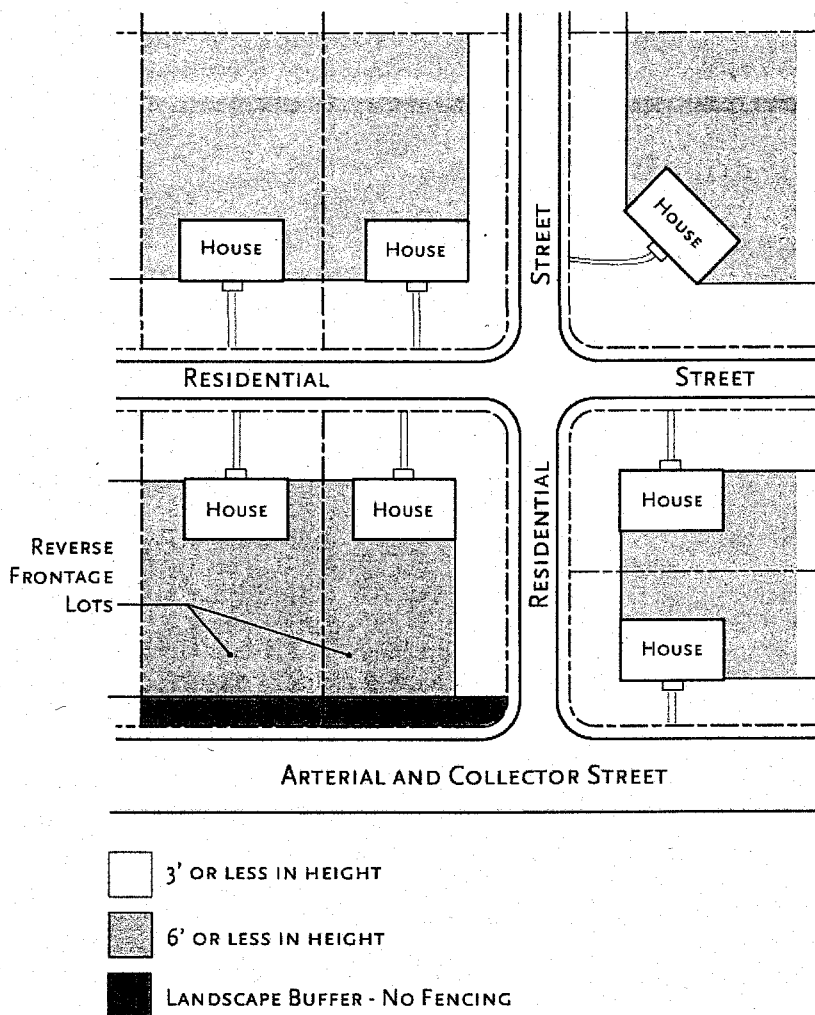 HOUSE
HOUSE
HOUSE
STREET
RESIDENTIAL
STREET
HOUSE
HOUSE
HOUSE
RESIDENTIAL
REVERSE
FRONTAGE
LOTS
HOUSE
ARTERIAL AND COLLECTOR STREET
3' OR LESS IN HEIGHT
6' OR LESS IN HEIGHT
LANDSCAPE BUFFER - NO FENCING